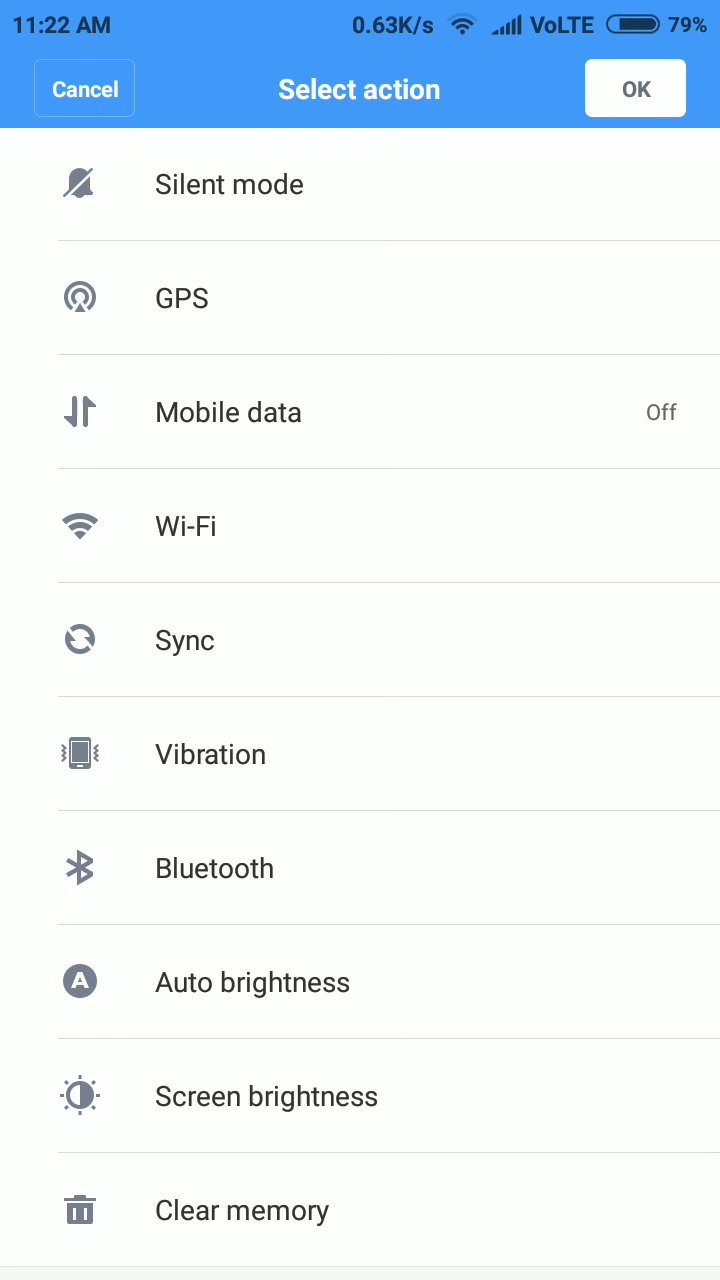 11:22 AM 0.63K/s VoLTE 79%
Cancel Select action OK
Silent mode
GPS
Mobile data Off
Wi-Fi
Sync
Vibration
Bluetooth
A Auto brightness
Screen brightness
Clear memory